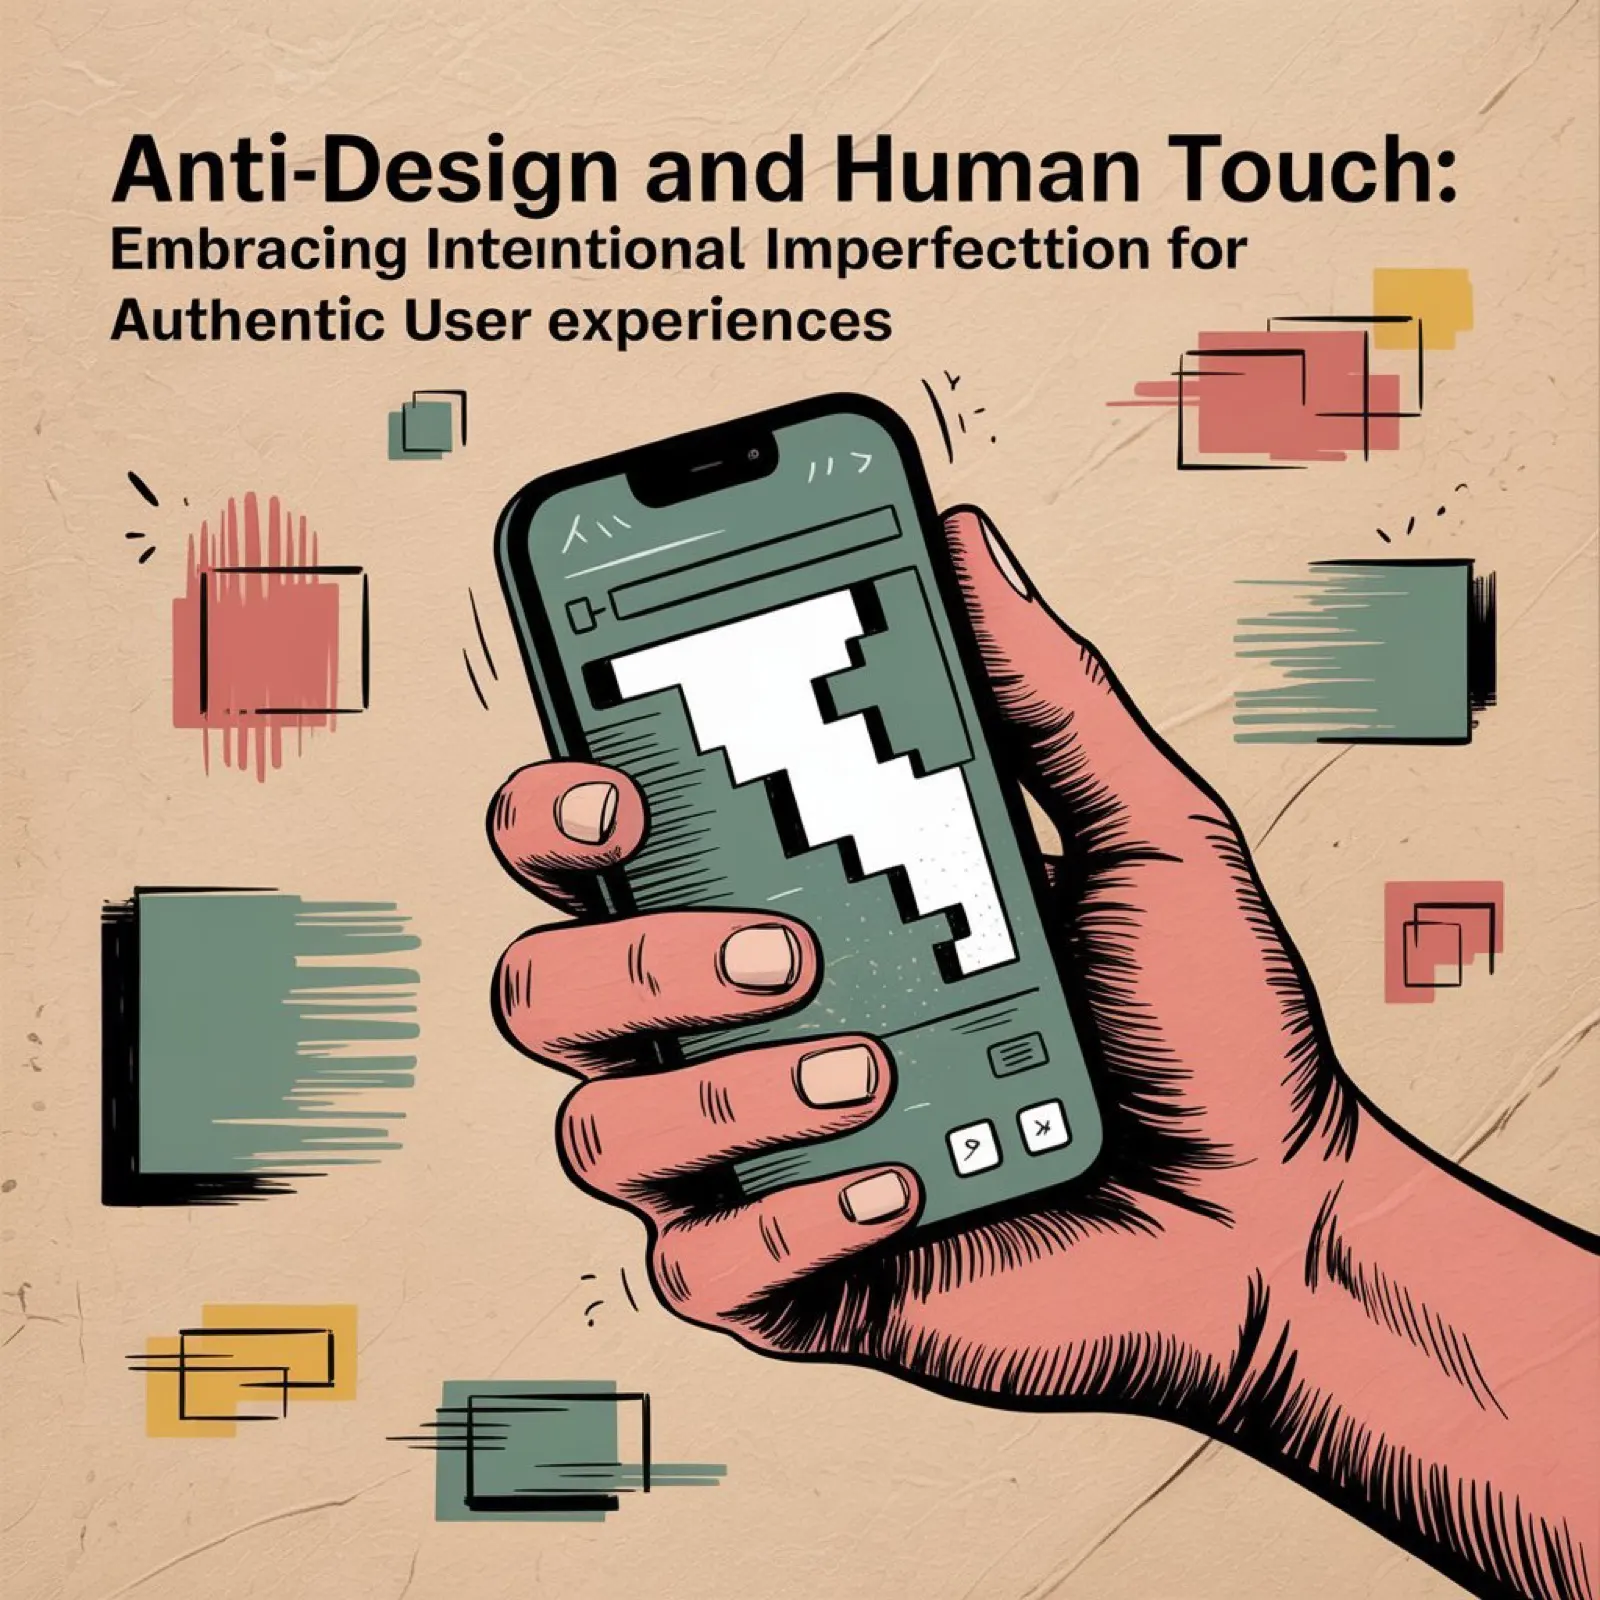 Anti-Design and Human Touch:
Embracing Inteintional Imperfecttion for
Authentic User experiences